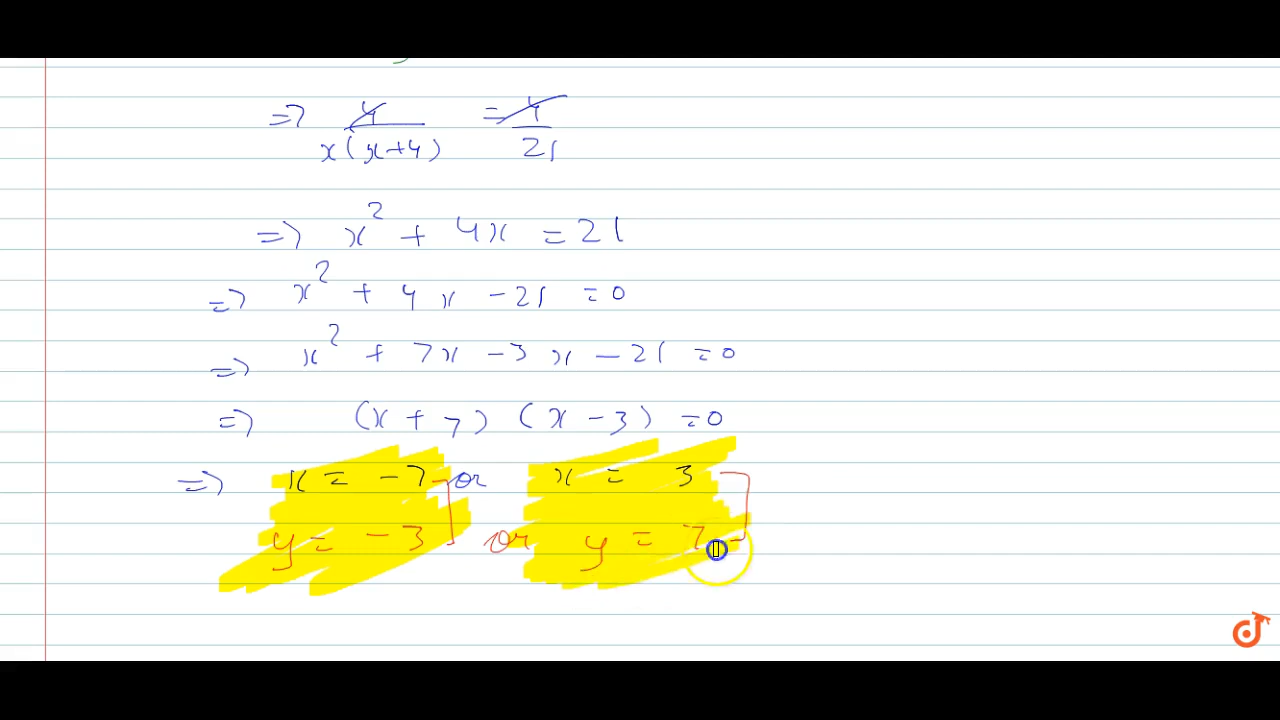 => 4/x(x+4) = 4/21
=> x² + 4x = 21
=> x² + 4x - 21 = 0
=> x² + 7x - 3x - 21 = 0
=> (x + 7) (x - 3) = 0
=> x = -7 or x = 3
y = -3 or y = 7